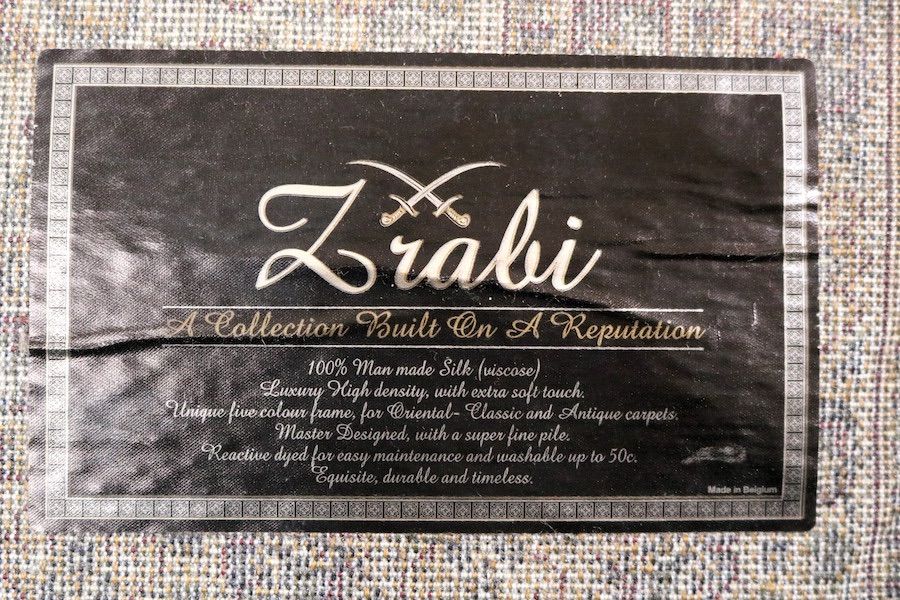 Zrabi
A Collection Built On A Reputation
100% Man made Silk (viscose)
Luxury High density, with extra soft touch.
Unique five colour frame, for Oriental- Classic and Antique carpets.
Master Designed, with a super fine pile.
Reactive dyed for easy maintenance and washable up to 50c.
Equisite, durable and timeless.
Made in Belgium